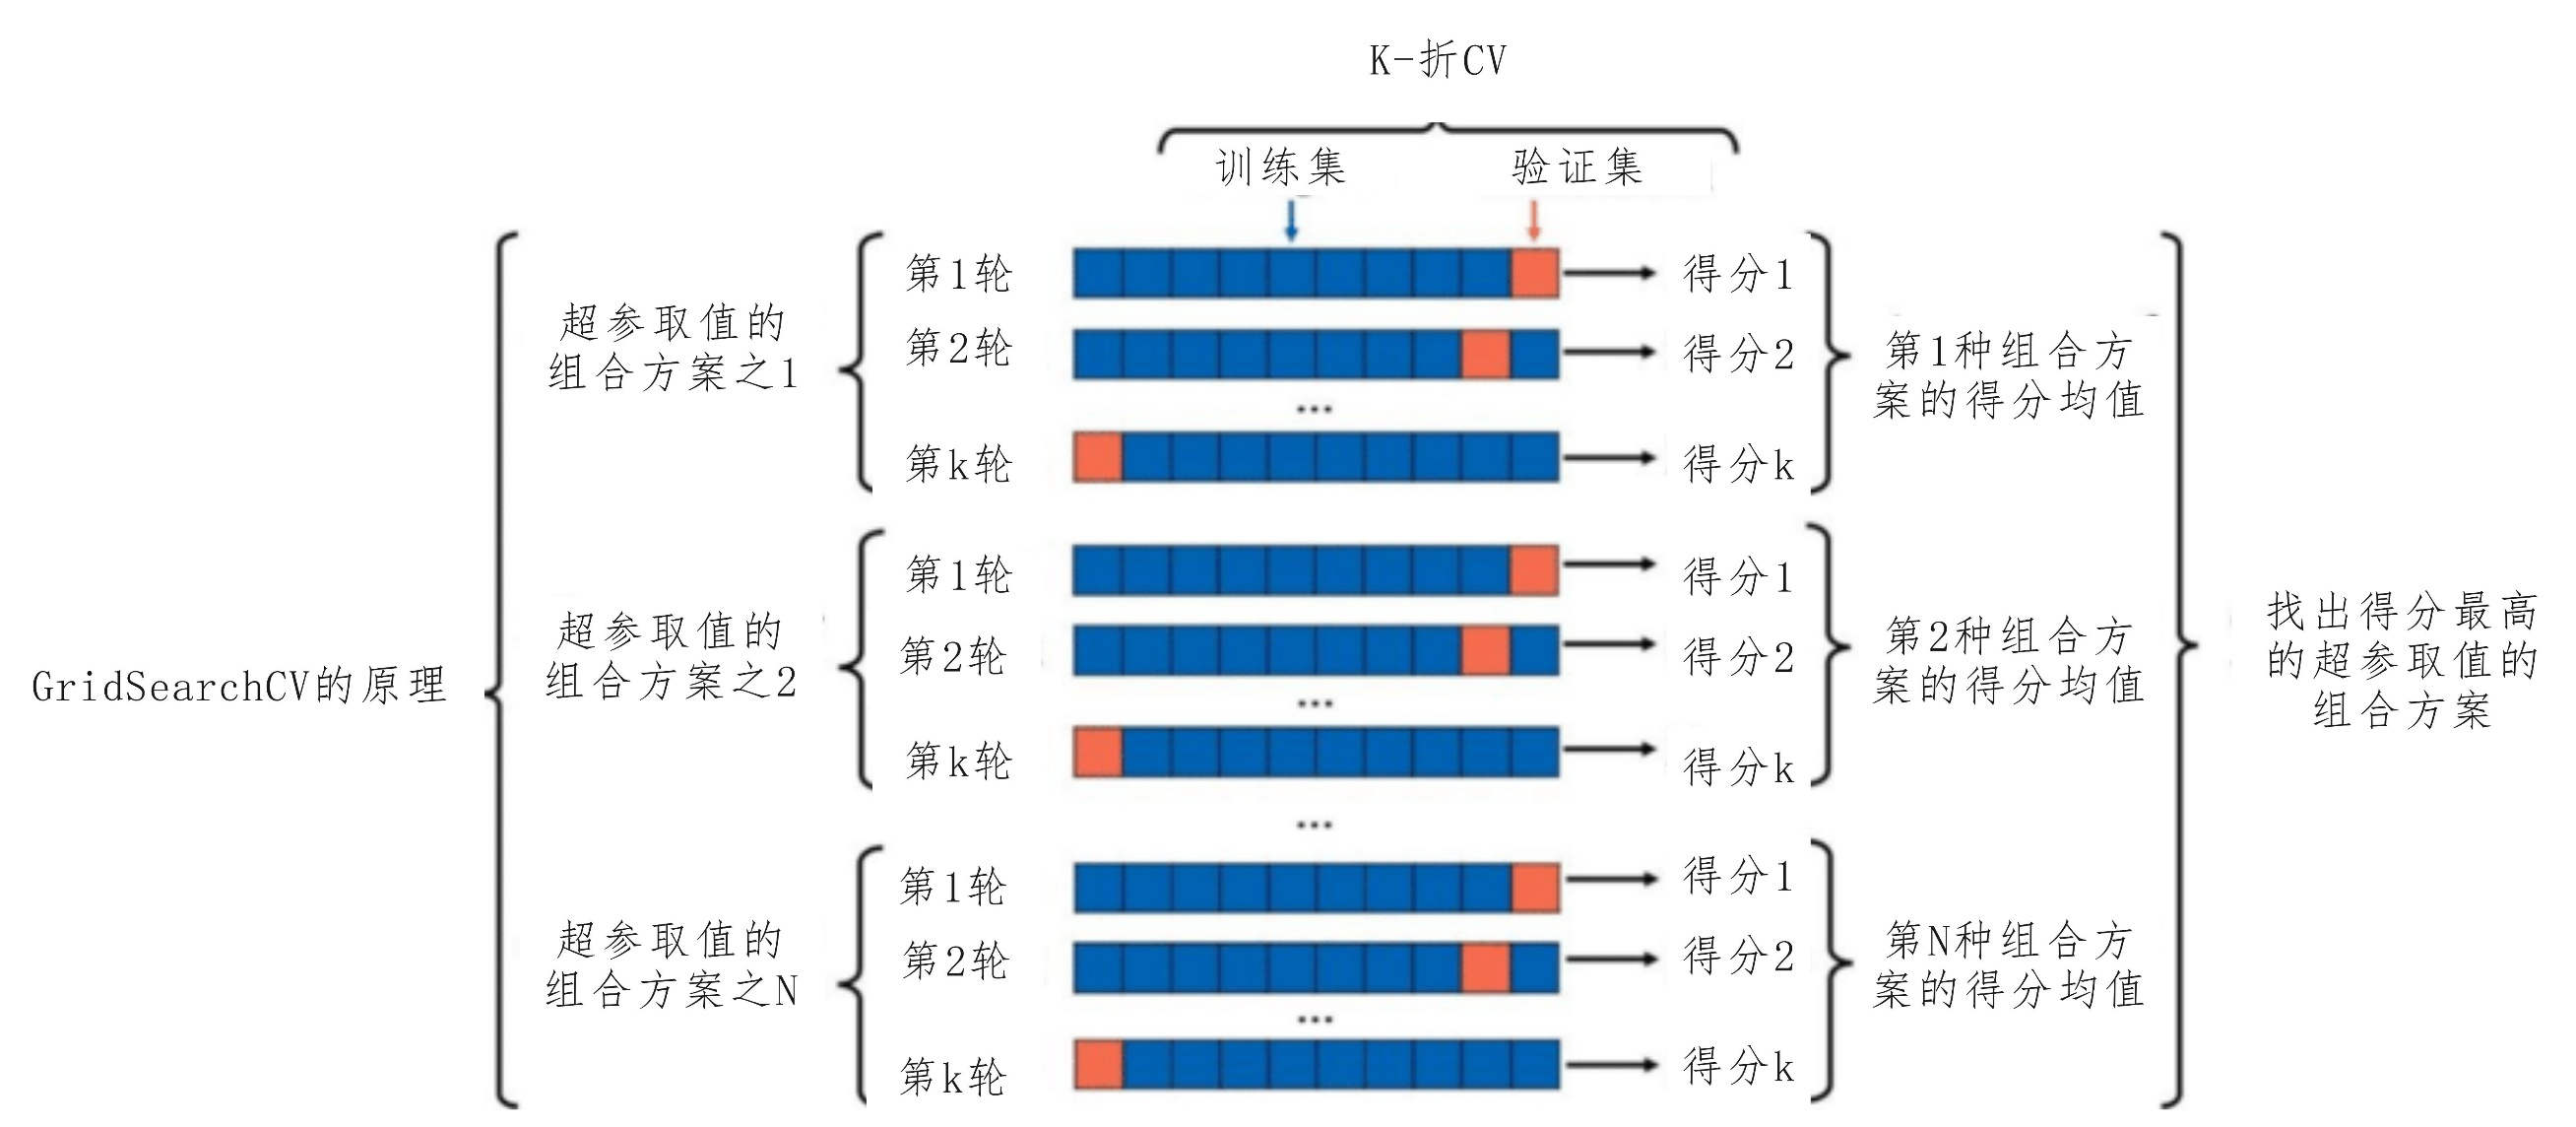 K-折CV
训练集
验证集
GridSearchCV的原理
超参取值的
组合方案之1
第1轮
得分1
第2轮
得分2
...
第k轮
得分k
第1种组合方
案的得分均值
超参取值的
组合方案之2
第1轮
得分1
第2轮
得分2
...
第k轮
得分k
第2种组合方
案的得分均值
...
超参取值的
组合方案之N
第1轮
得分1
第2轮
得分2
...
第k轮
得分k
第N种组合方
案的得分均值
找出得分最高
的超参取值的
组合方案